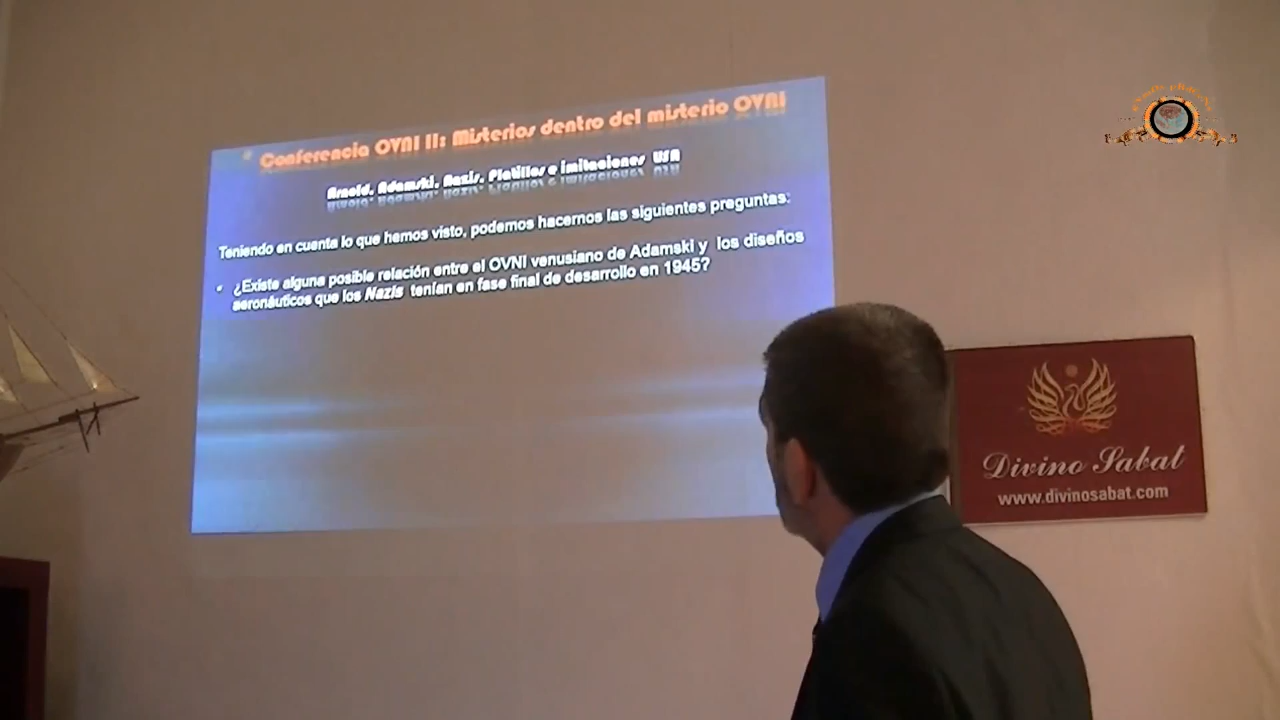 Conferencia OVNI II: Misterios dentro del misterio OVNI
Arnold, Adamski, Nazis, Platillos e imitaciones USA
Teniendo en cuenta lo que hemos visto, podemos hacernos las siguientes preguntas:
¿Existe alguna posible relación entre el OVNI venusiano de Adamski y los diseños
aeronáuticos que los Nazis tenían en fase final de desarrollo en 1945?
Divino Sabat
www.divinosabat.com